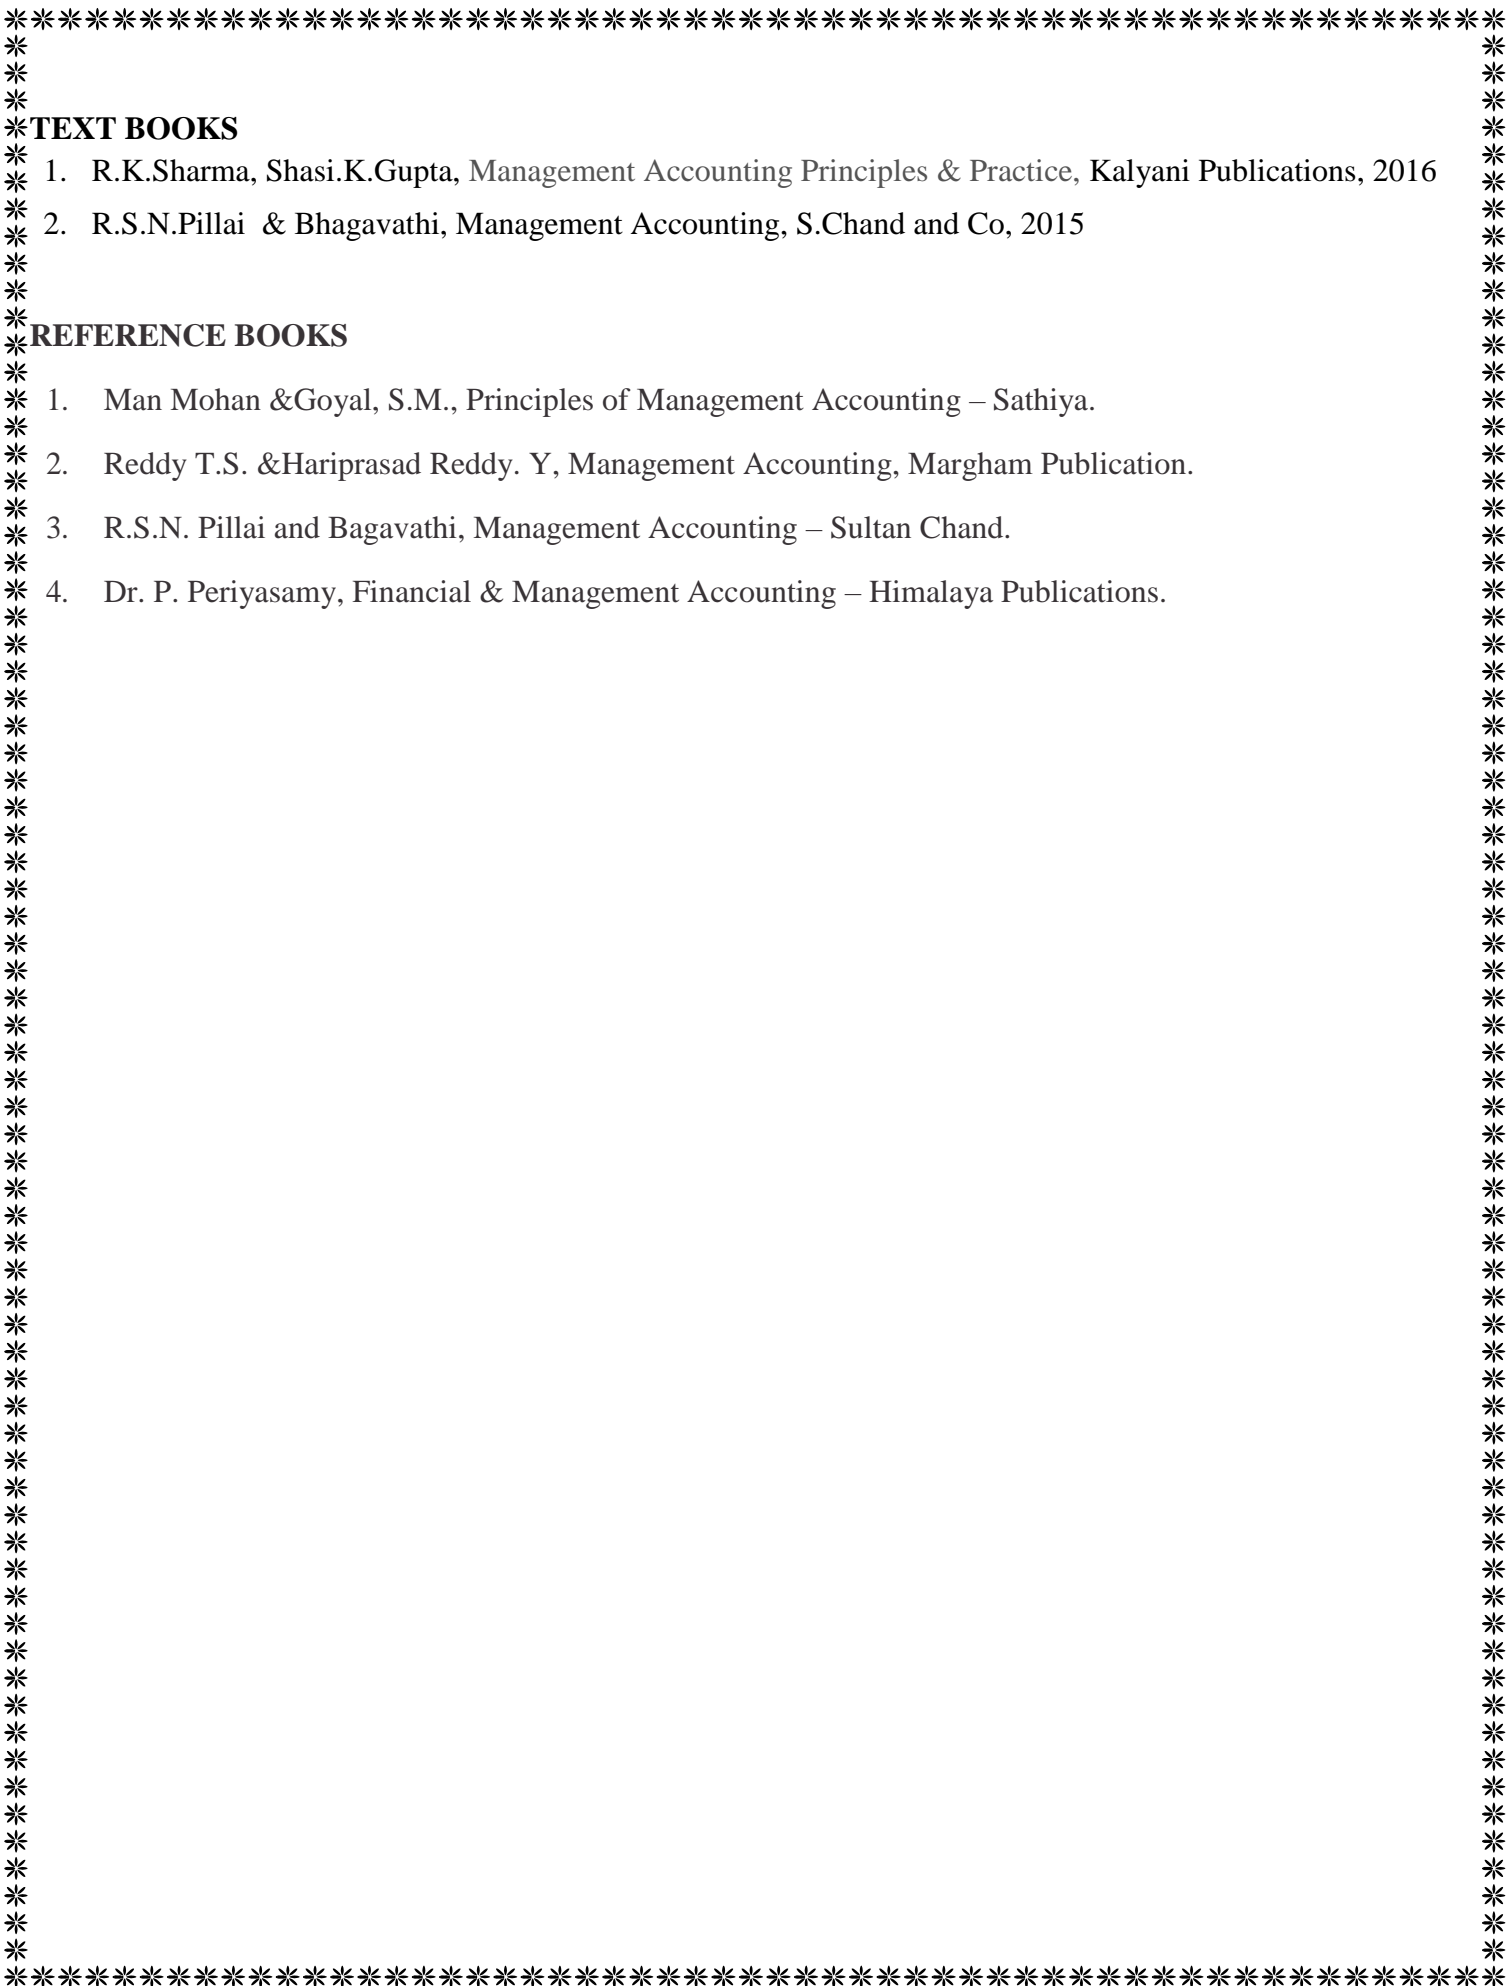 TEXT BOOKS
1. R.K.Sharma, Shasi.K.Gupta, Management Accounting Principles & Practice, Kalyani Publications, 2016
2. R.S.N.Pillai & Bhagavathi, Management Accounting, S.Chand and Co, 2015
REFERENCE BOOKS
1. Man Mohan &Goyal, S.M., Principles of Management Accounting – Sathiya.
2. Reddy T.S. &Hariprasad Reddy. Y, Management Accounting, Margham Publication.
3. R.S.N. Pillai and Bagavathi, Management Accounting – Sultan Chand.
4. Dr. P. Periyasamy, Financial & Management Accounting – Himalaya Publications.